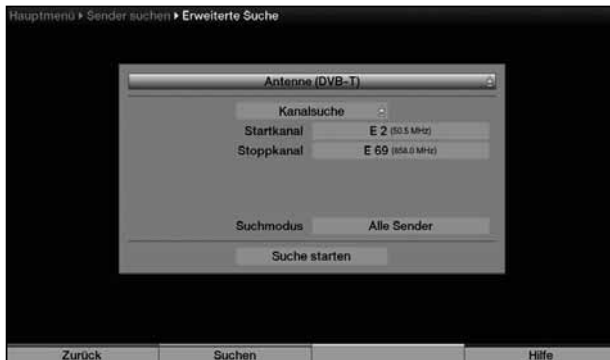 Hauptmenü ▸ Sender suchen ▸ Erweiterte Suche
Antenne (DVB-T)
Kanalsuche
Startkanal E 2 (50.5 MHz)
Stoppkanal E 69 (858.0 MHz)
Suchmodus Alle Sender
Suche starten
Zurück Suchen Hilfe